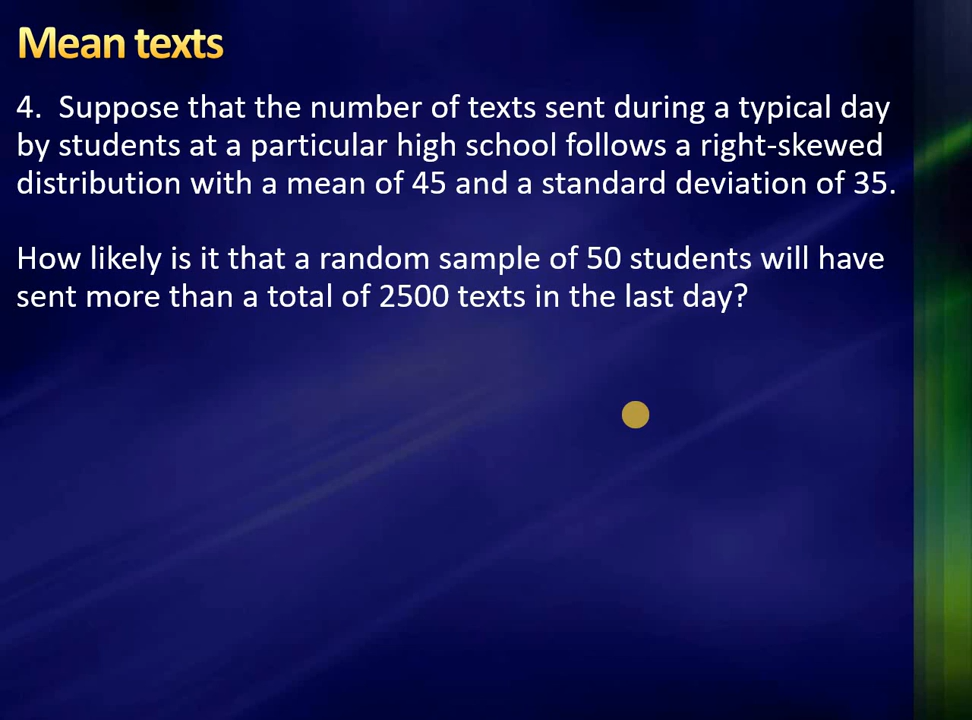 Mean texts
4.  Suppose that the number of texts sent during a typical day
by students at a particular high school follows a right-skewed
distribution with a mean of 45 and a standard deviation of 35.
How likely is it that a random sample of 50 students will have
sent more than a total of 2500 texts in the last day?